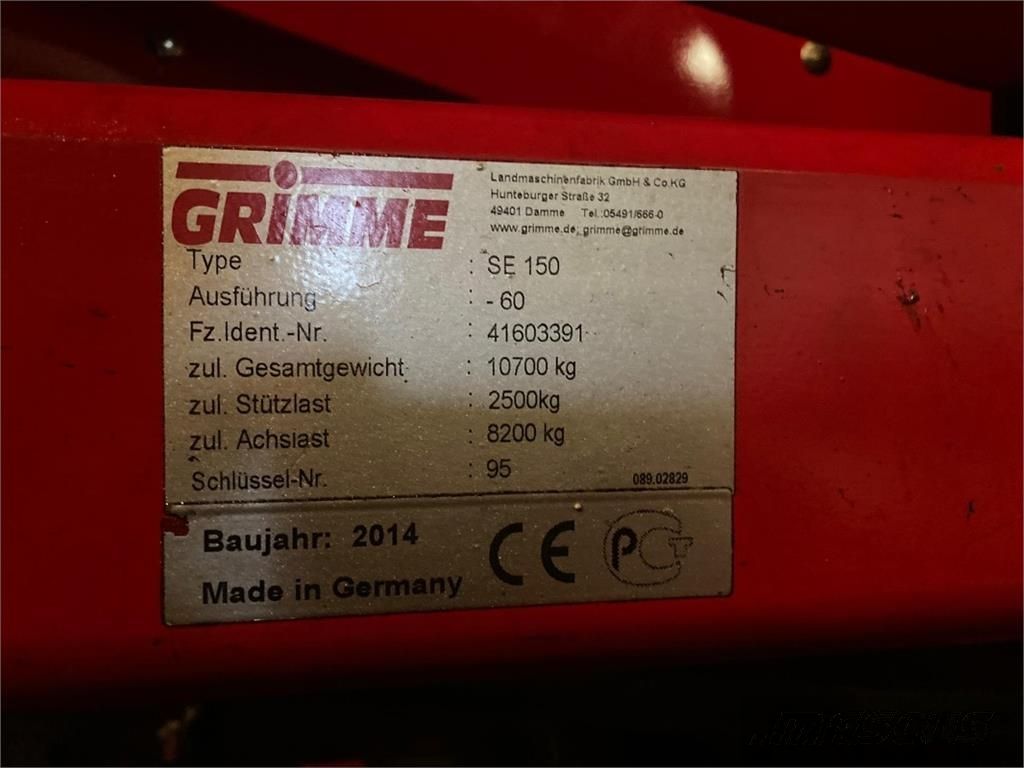 GRIMME
Landmaschinenfabrik GmbH & Co.KG
Hunteburger Straße 32
49401 Damme Tel.:05491/666-0
www.grimme.de; grimme@grimme.de
Type : SE 150
Ausführung : - 60
Fz.Ident.-Nr. : 41603391
zul. Gesamtgewicht : 10700 kg
zul. Stützlast : 2500kg
zul. Achslast : 8200 kg
Schlüssel-Nr. : 95
089.02829
Baujahr: 2014
Made in Germany
CE
PCT